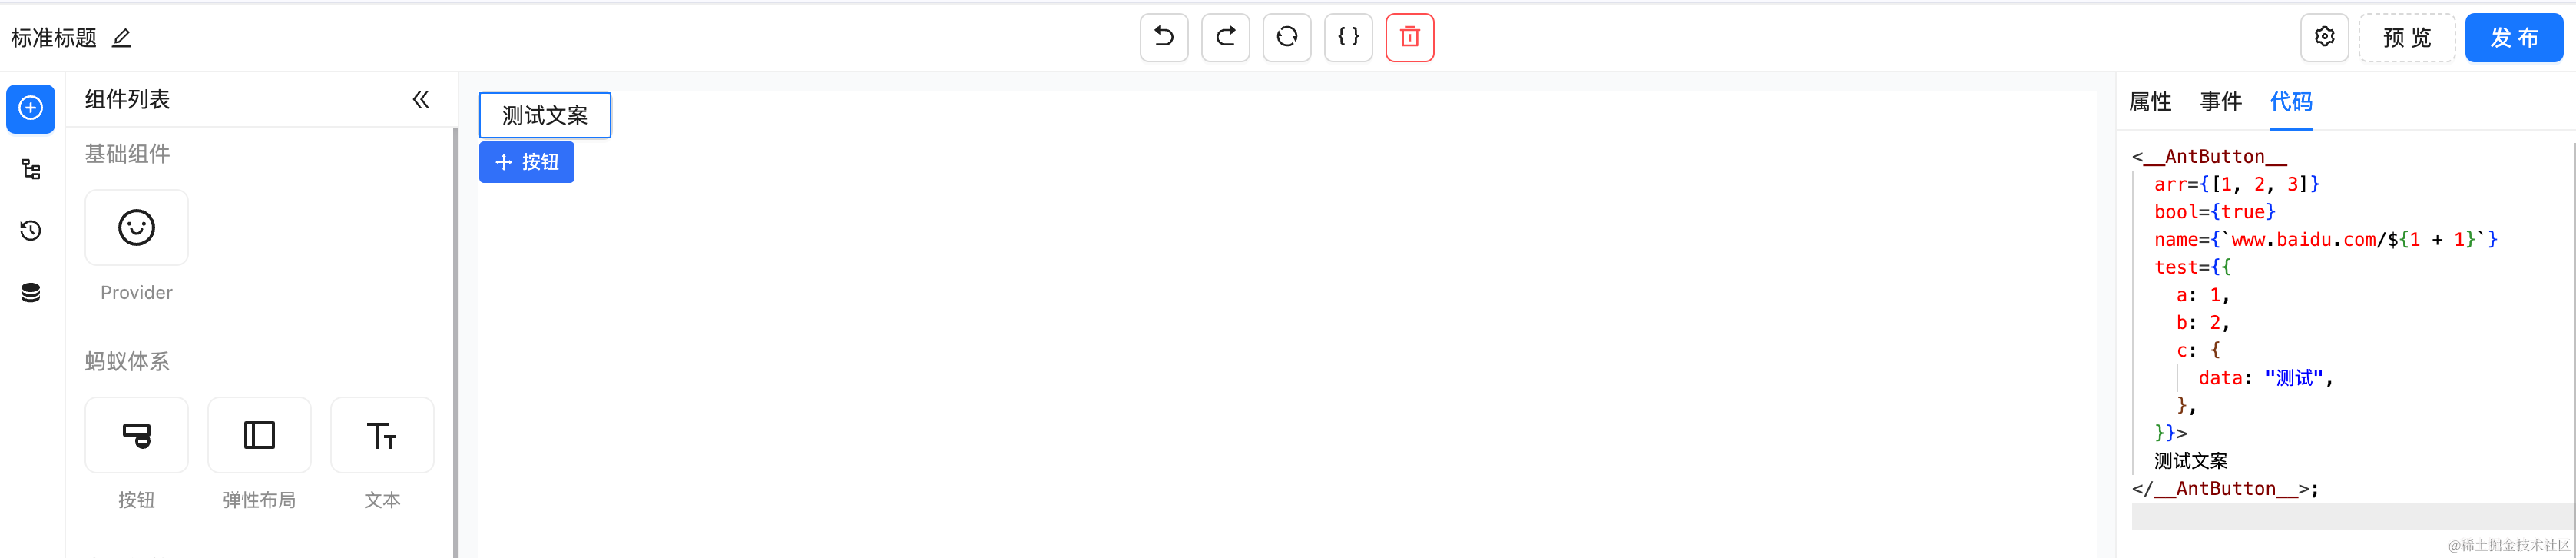 标准标题
{ }
预 览
发 布
组件列表
基础组件
Provider
蚂蚁体系
按钮
弹性布局
文本
测试文案
按钮
属性
事件
代码
<__AntButton__
arr={[1, 2, 3]}
bool={true}
name={`www.baidu.com/${1 + 1}`}
test={{
a: 1,
b: 2,
c: {
data: "测试",
},
}}>
测试文案
</__AntButton__>;
@稀土掘金技术社区